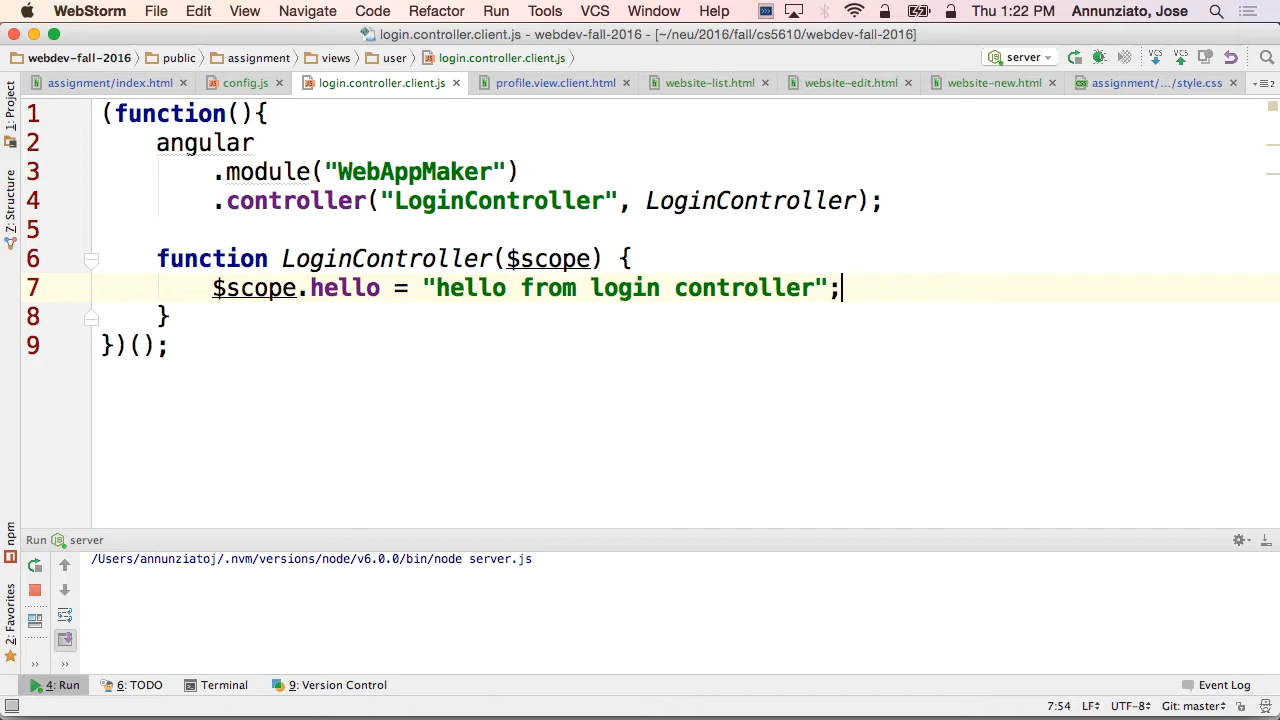 WebStorm File Edit View Navigate Code Refactor Run Tools VCS Window Help Thu 1:22 PM Annunziato, Jose
login.controller.client.js - webdev-fall-2016 - [~/neu/2016/fall/cs5610/webdev-fall-2016]
webdev-fall-2016 public assignment views user login.controller.client.js server
assignment/index.html config.js login.controller.client.js profile.view.client.html website-list.html website-edit.html website-new.html assignment/.../style.css
1: Project
Z: Structure
npm
2: Favorites
1 (function(){
2 angular
3 .module("WebAppMaker")
4 .controller("LoginController", LoginController);
5
6 function LoginController($scope) {
7 $scope.hello = "hello from login controller";
8 }
9 })();
Run server
/Users/annunziatoj/.nvm/versions/node/v6.0.0/bin/node server.js
4: Run 6: TODO Terminal 9: Version Control Event Log
7:54 LF UTF-8 Git: master